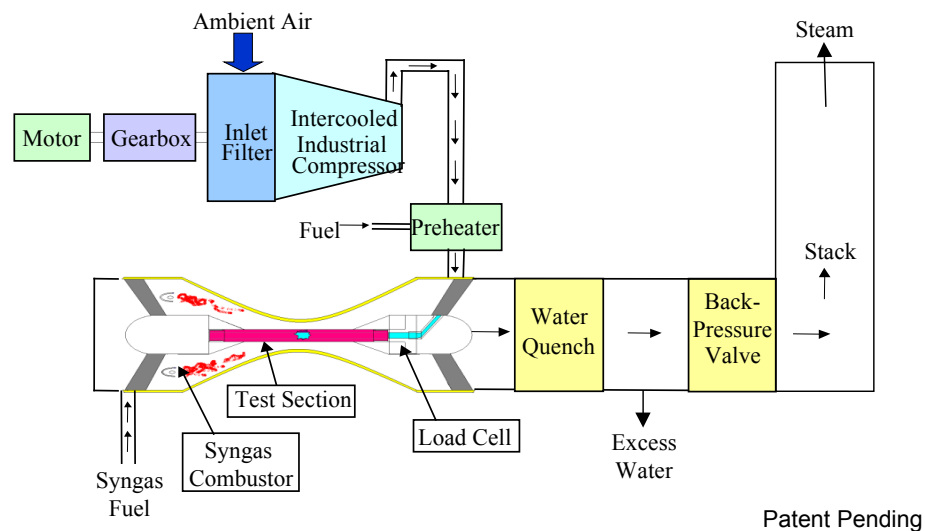 Ambient Air
Steam
Motor
Gearbox
Inlet
Filter
Intercooled
Industrial
Compressor
Fuel
Preheater
Stack
Water
Quench
Back-
Pressure
Valve
Test Section
Load Cell
Syngas
Combustor
Syngas
Fuel
Excess
Water
Patent Pending